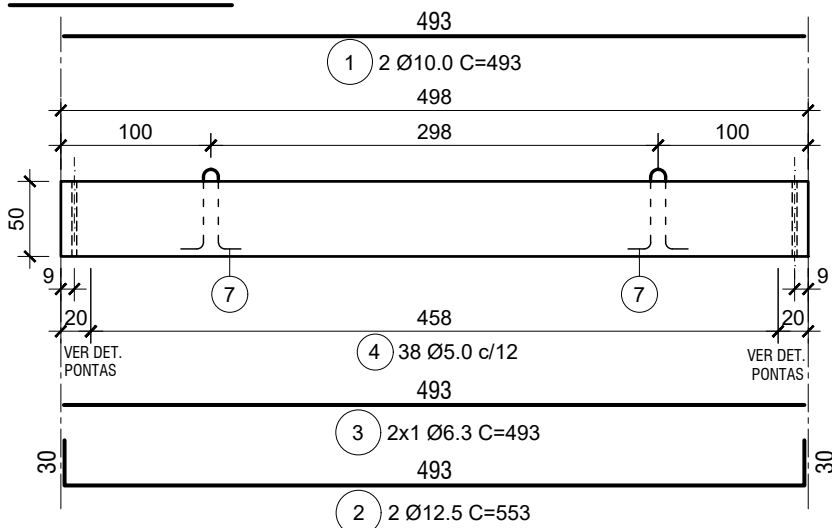 493
1 2 Ø10.0 C=493
498
100 298 100
50
7 7
9 9
20 458 20
VER DET. PONTAS
4 38 Ø5.0 c/12
VER DET. PONTAS
493
3 2x1 Ø6.3 C=493
30 493 30
2 2 Ø12.5 C=553